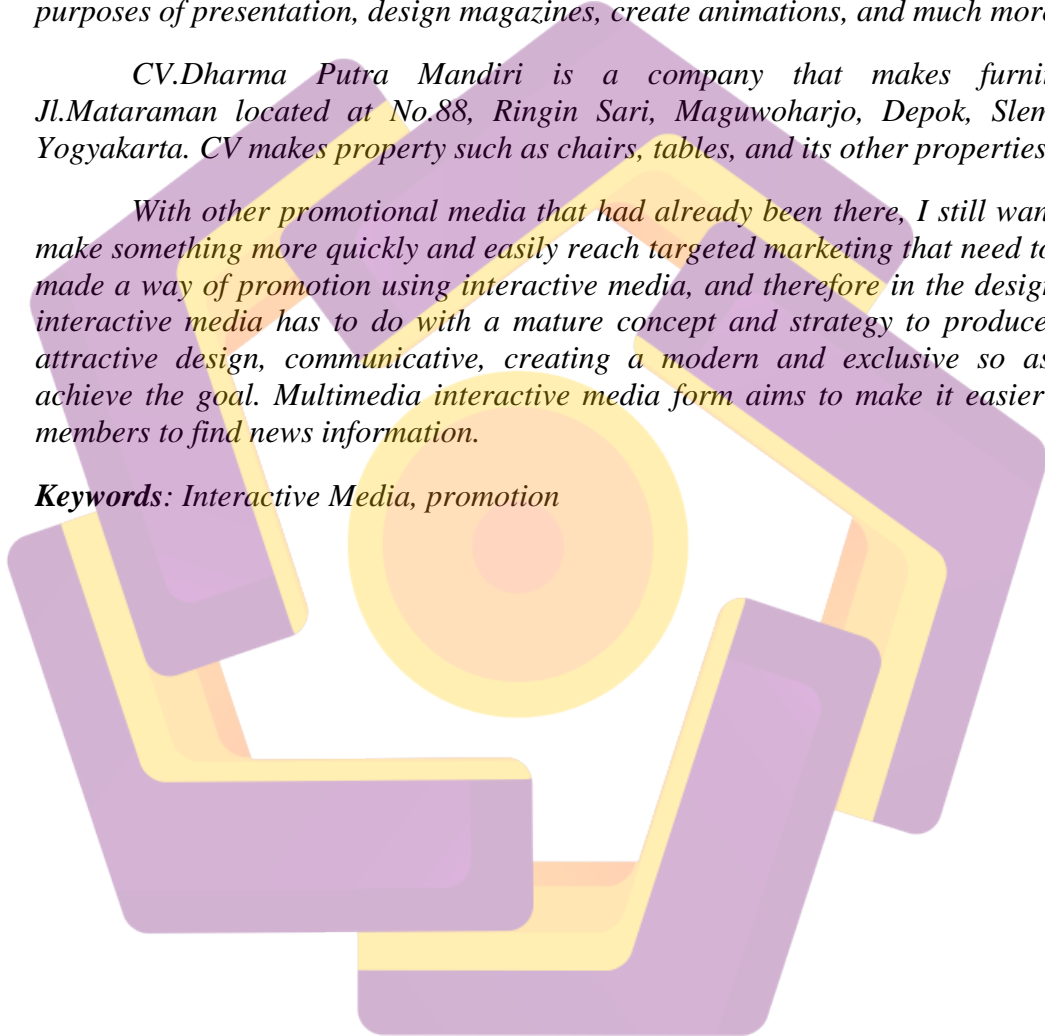 purposes of presentation, design magazines, create animations, and much more
CV.Dharma Putra Mandiri is a company that makes
Jl.Mataraman located at No.88, Ringin Sari, Maguwoharjo, Depok,
Yogyakarta. CV makes property such as chairs, tables, and its other properties
With other promotional media that had already been there, I still
make something more quickly and easily reach targeted marketing that need to
made a way of promotion using interactive media, and therefore in the design
interactive media has to do with a mature concept and strategy to produce
attractive design, communicative, creating a modern and exclusive so as
achieve the goal. Multimedia interactive media form aims to make it easier
members to find news information.
Keywords: Interactive Media, promotion